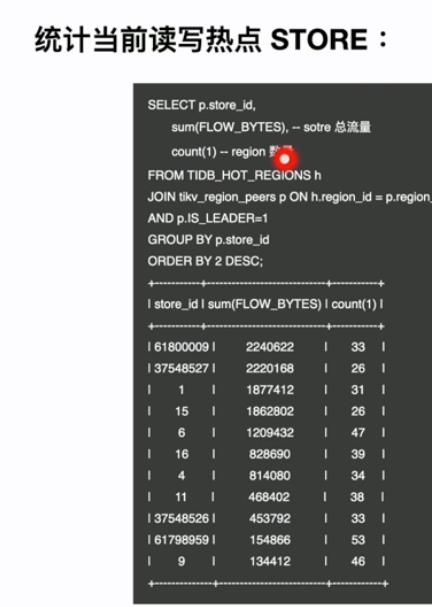 统计当前读写热点 STORE：
SELECT p.store_id,
sum(FLOW_BYTES), -- sotre 总流量
count(1) -- region
FROM TIDB_HOT_REGIONS h
JOIN tikv_region_peers p ON h.region_id = p.region_
AND p.IS_LEADER=1
GROUP BY p.store_id
ORDER BY 2 DESC;
+-----------+-----------------------+----------+
| store_id | sum(FLOW_BYTES) | count(1) |
+-----------+-----------------------+----------+
| 61800009 | 2240622 | 33 |
| 37548527 | 2220168 | 26 |
| 1 | 1877412 | 31 |
| 15 | 1862802 | 26 |
| 6 | 1209432 | 47 |
| 16 | 828690 | 39 |
| 4 | 814080 | 34 |
| 11 | 468402 | 38 |
| 37548526 | 453792 | 33 |
| 61798959 | 154866 | 53 |
| 9 | 134412 | 46 |
+-------------+----------------------+-----------+